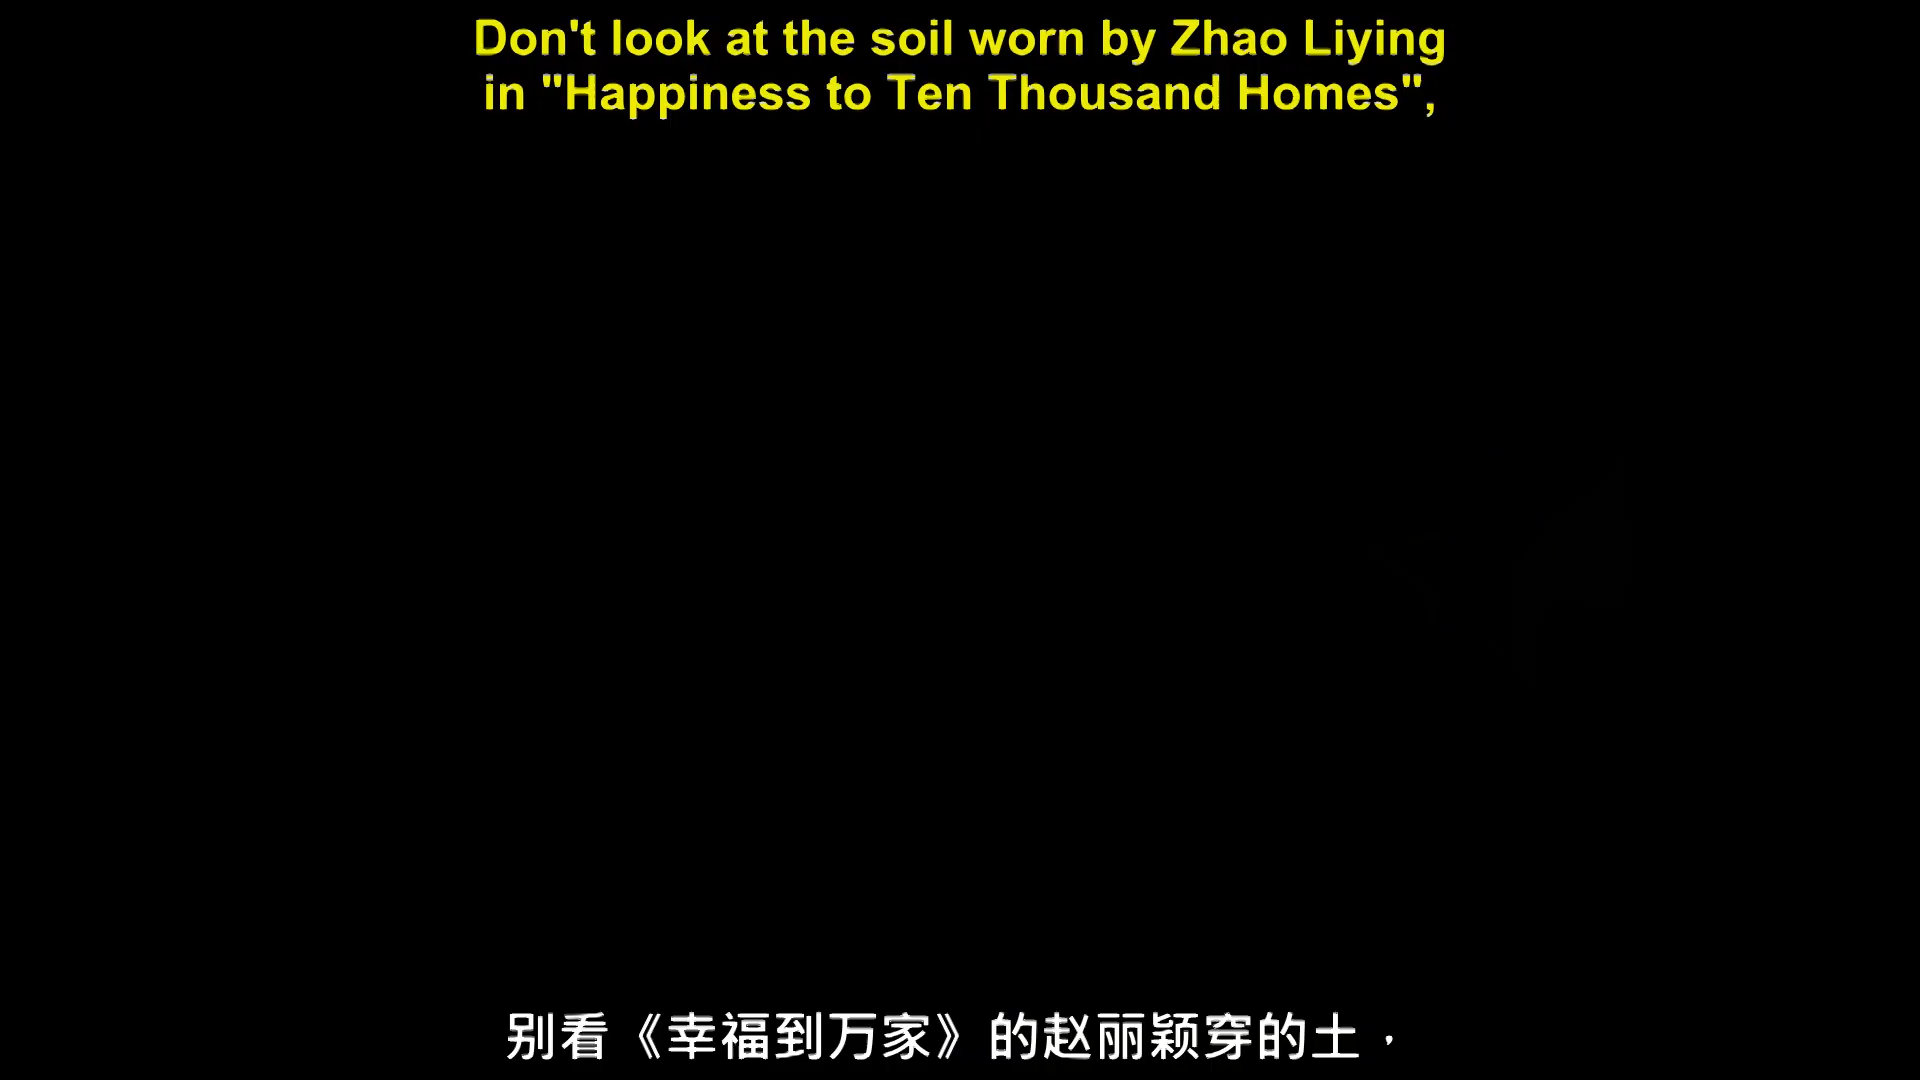 Don't look at the soil worn by Zhao Liying
in "Happiness to Ten Thousand Homes",
别看《幸福到万家》的赵丽颖穿的土，